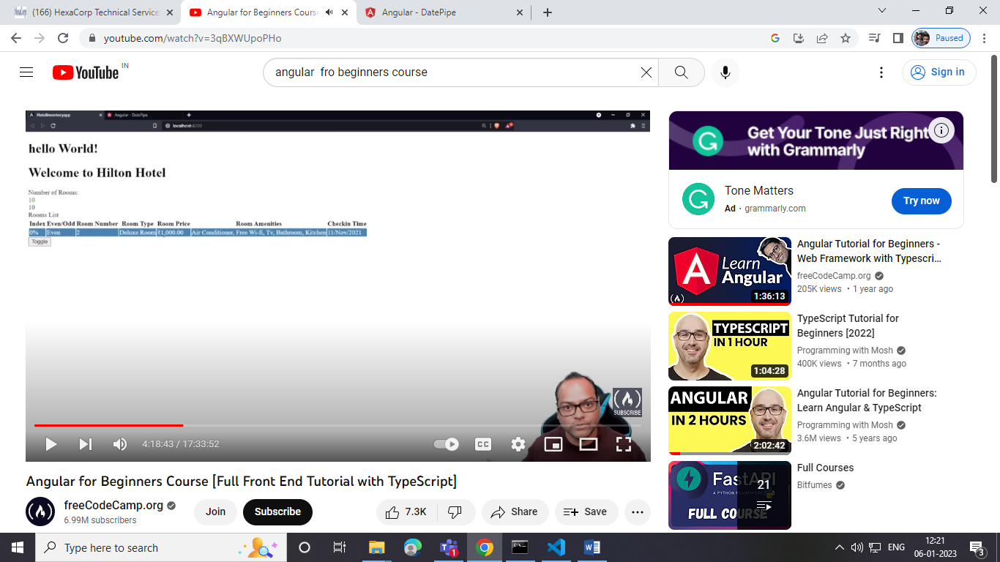 (166) HexaCorp Technical Service
Angular for Beginners Course
Angular - DatePipe
youtube.com/watch?v=3qBXWUpoPHo
Paused
YouTube IN
angular  fro beginners course
Sign in
Hotelinventoryapp
Angular - DatePipe
localhost:4200
hello World!
Welcome to Hilton Hotel
Number of Rooms:
10
10
Rooms List
Index Even/Odd Room Number Room Type Room Price Room Amenities Checkin Time
0% Even 2 Deluxe Room ₹1,000.00 Air Conditioner, Free Wi-fi, Tv, Bathroom, Kitchen 11/Nov/2021
Toggle
SUBSCRIBE
CC
4:18:43 / 17:33:52
Angular for Beginners Course [Full Front End Tutorial with TypeScript]
freeCodeCamp.org
6.99M subscribers
Join
Subscribe
7.3K
Share
Save
Get Your Tone Just Right
with Grammarly
Tone Matters
Ad · grammarly.com
Try now
Learn
Angular
1:36:13
Angular Tutorial for Beginners -
Web Framework with Typescri...
freeCodeCamp.org
205K views · 1 year ago
TYPESCRIPT
IN 1 HOUR
1:04:28
TypeScript Tutorial for
Beginners [2022]
Programming with Mosh
400K views · 7 months ago
ANGULAR
IN 2 HOURS
2:02:42
Angular Tutorial for Beginners:
Learn Angular & TypeScript
Programming with Mosh
3.6M views · 5 years ago
FastAPI
A PYTHON
FULL COURSE
21
Full Courses
Bitfumes
Type here to search
1
ENG
12:21
06-01-2023
3